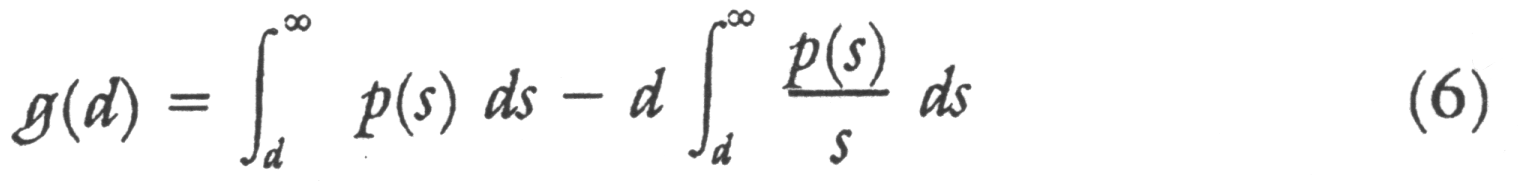 g(d) = ∫_d^∞ p(s) ds − d ∫_d^∞ p(s)/s ds (6)